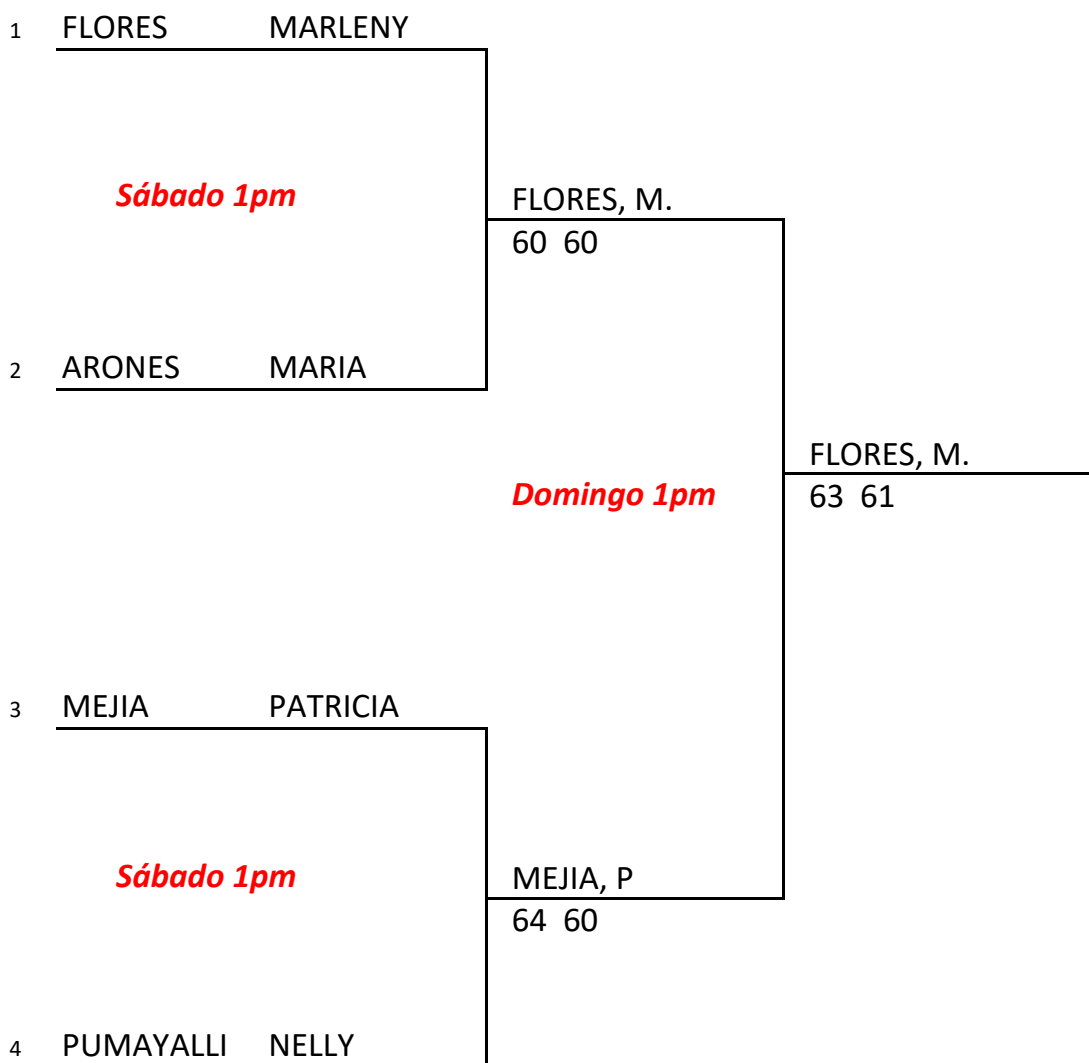 1 FLORES MARLENY
Sábado 1pm
FLORES, M.
60 60
2 ARONES MARIA
FLORES, M.
Domingo 1pm
63 61
3 MEJIA PATRICIA
Sábado 1pm
MEJIA, P
64 60
4 PUMAYALLI NELLY